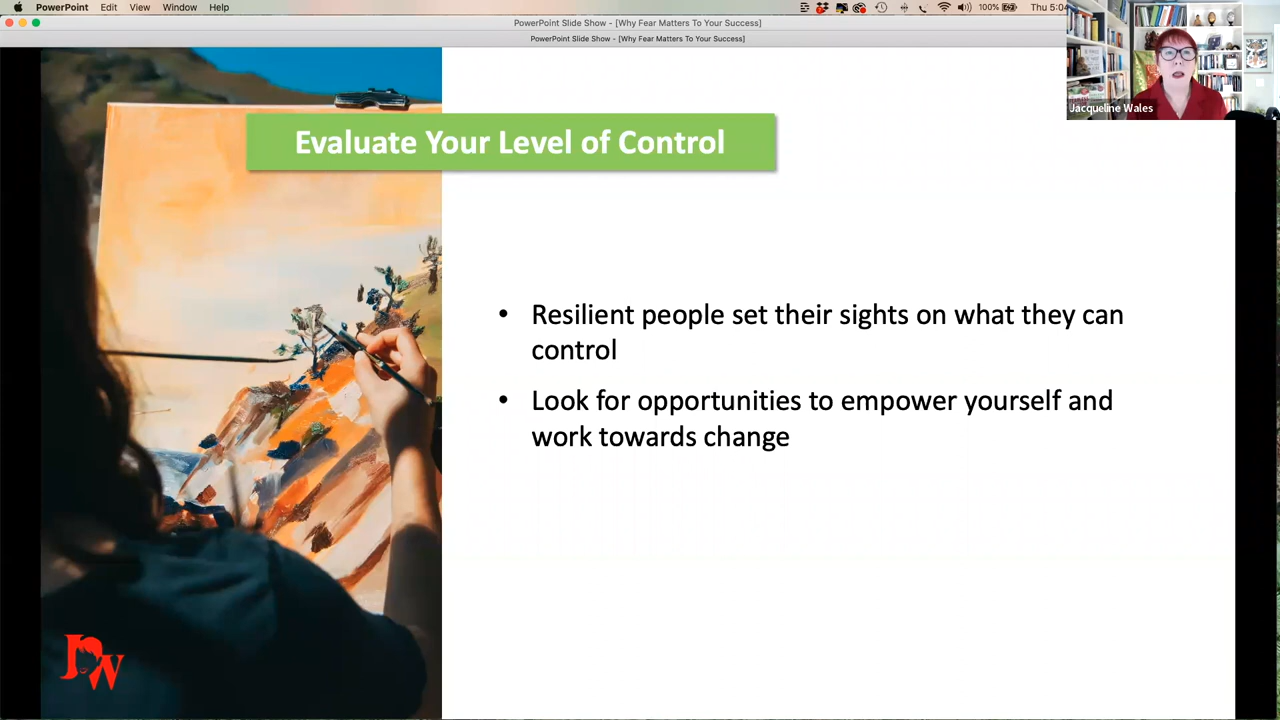 PowerPoint Edit View Window Help 100% Thu 5:04
PowerPoint Slide Show - [Why Fear Matters To Your Success]
PowerPoint Slide Show - [Why Fear Matters To Your Success]
Jacqueline Wales
Evaluate Your Level of Control
• Resilient people set their sights on what they can
control
• Look for opportunities to empower yourself and
work towards change
JW